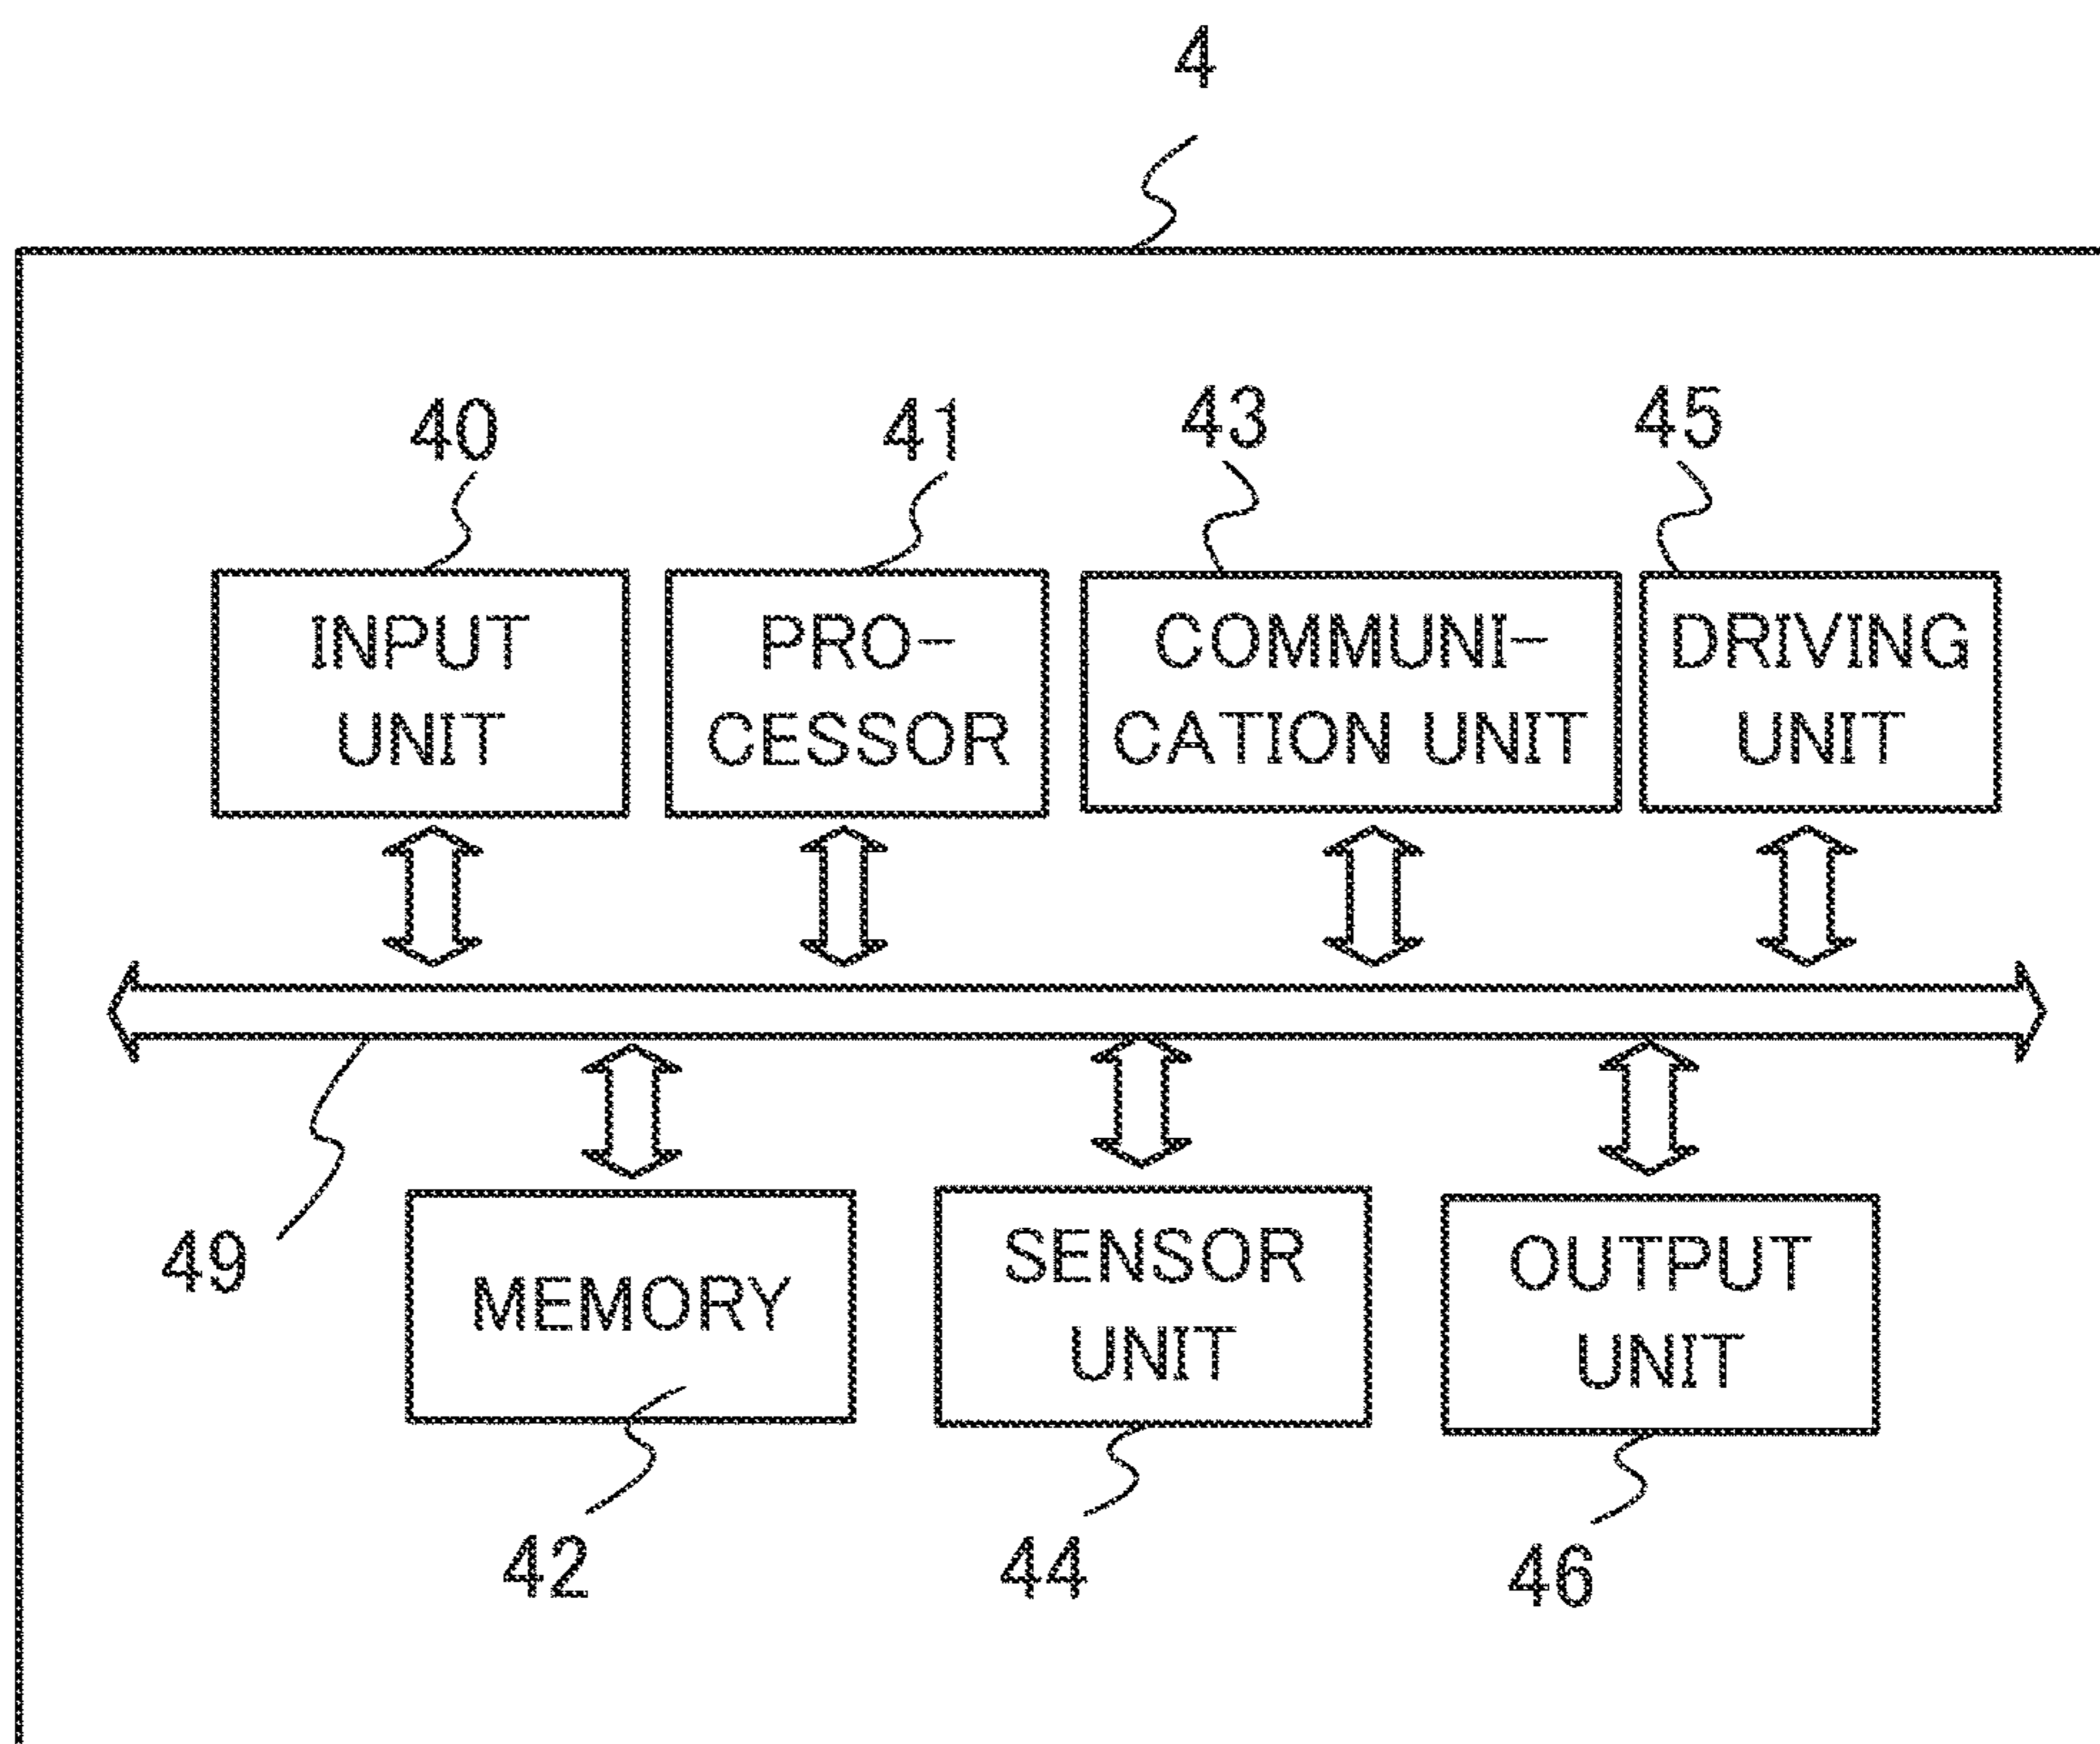 4
40
41
43
45
INPUT
UNIT
PRO-
CESSOR
COMMUNI-
CATION UNIT
DRIVING
UNIT
49
MEMORY
SENSOR
UNIT
OUTPUT
UNIT
42
44
46